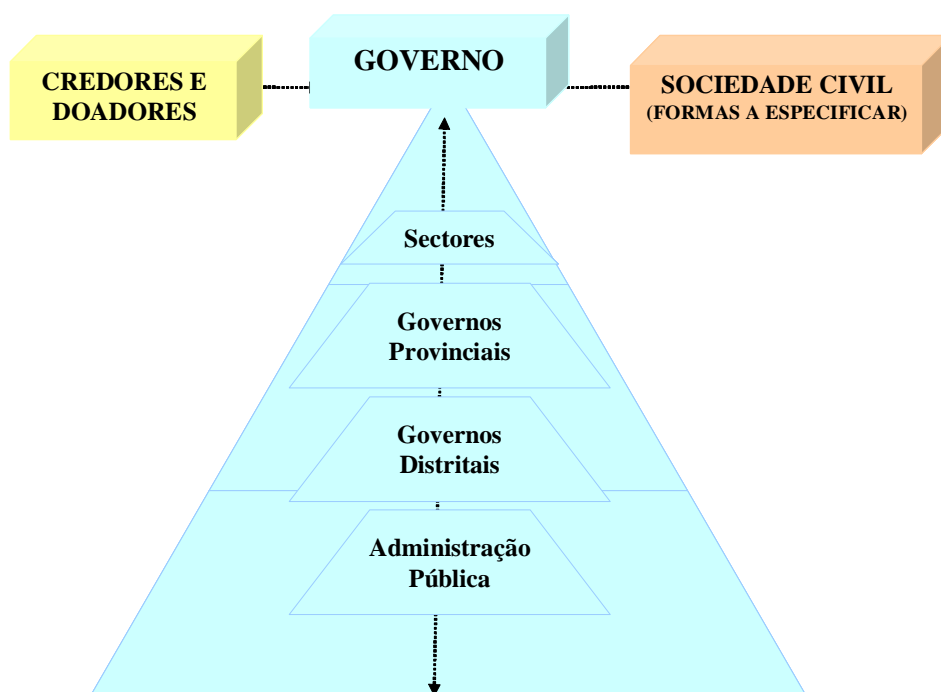 CREDORES E
DOADORES
GOVERNO
SOCIEDADE CIVIL
(FORMAS A ESPECIFICAR)
Sectores
Governos
Provinciais
Governos
Distritais
Administração
Pública